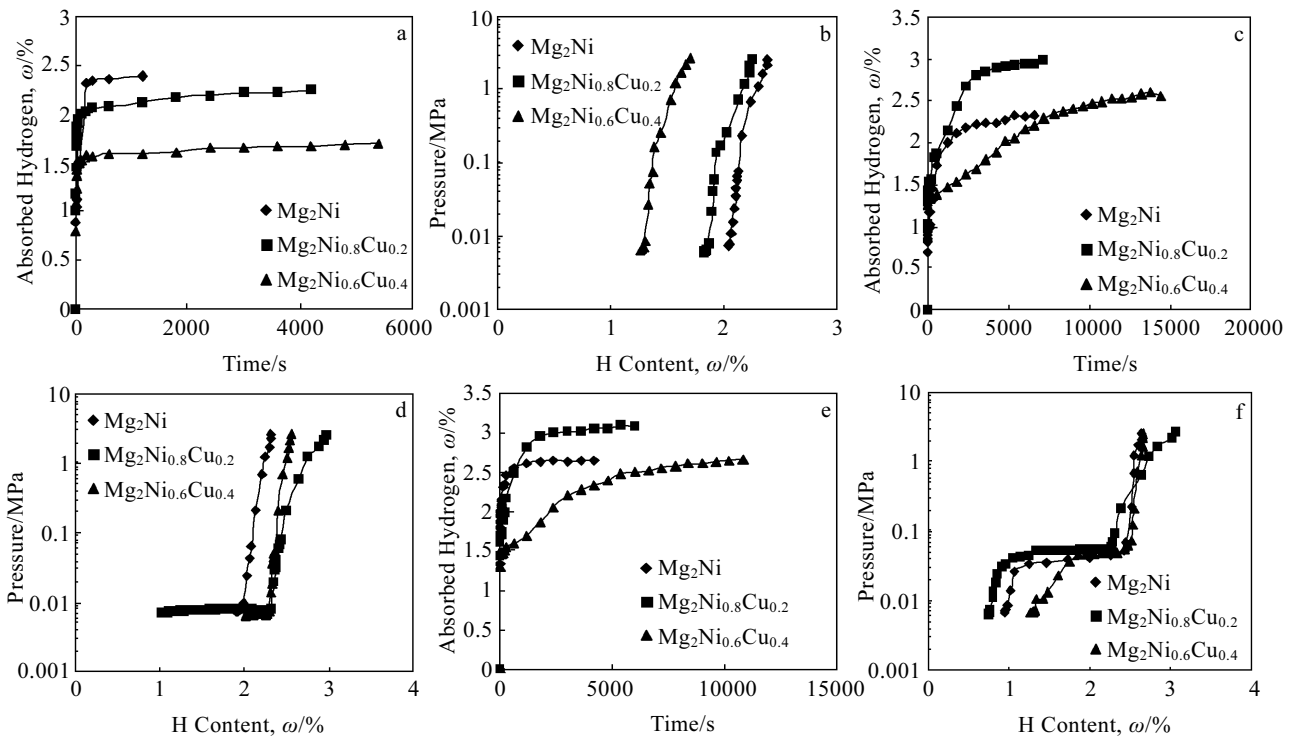 a
3
2.5
2
1.5
1
0.5
0
Absorbed Hydrogen, ω/%
Mg₂Ni
Mg₂Ni₀.₈Cu₀.₂
Mg₂Ni₀.₆Cu₀.₄
0 2000 4000 6000
Time/s
b
10
1
0.1
0.01
0.001
Pressure/MPa
Mg₂Ni
Mg₂Ni₀.₈Cu₀.₂
Mg₂Ni₀.₆Cu₀.₄
0 1 2 3
H Content, ω/%
c
3.5
3
2.5
2
1.5
1
0.5
0
Absorbed Hydrogen, ω/%
Mg₂Ni
Mg₂Ni₀.₈Cu₀.₂
Mg₂Ni₀.₆Cu₀.₄
0 5000 10000 15000 20000
Time/s
d
10
1
0.1
0.01
0.001
Pressure/MPa
Mg₂Ni
Mg₂Ni₀.₈Cu₀.₂
Mg₂Ni₀.₆Cu₀.₄
0 1 2 3 4
H Content, ω/%
e
3.5
3
2.5
2
1.5
1
0.5
0
Absorbed Hydrogen, ω/%
Mg₂Ni
Mg₂Ni₀.₈Cu₀.₂
Mg₂Ni₀.₆Cu₀.₄
0 5000 10000 15000
Time/s
f
10
1
0.1
0.01
0.001
Pressure/MPa
Mg₂Ni
Mg₂Ni₀.₈Cu₀.₂
Mg₂Ni₀.₆Cu₀.₄
0 1 2 3 4
H Content, ω/%